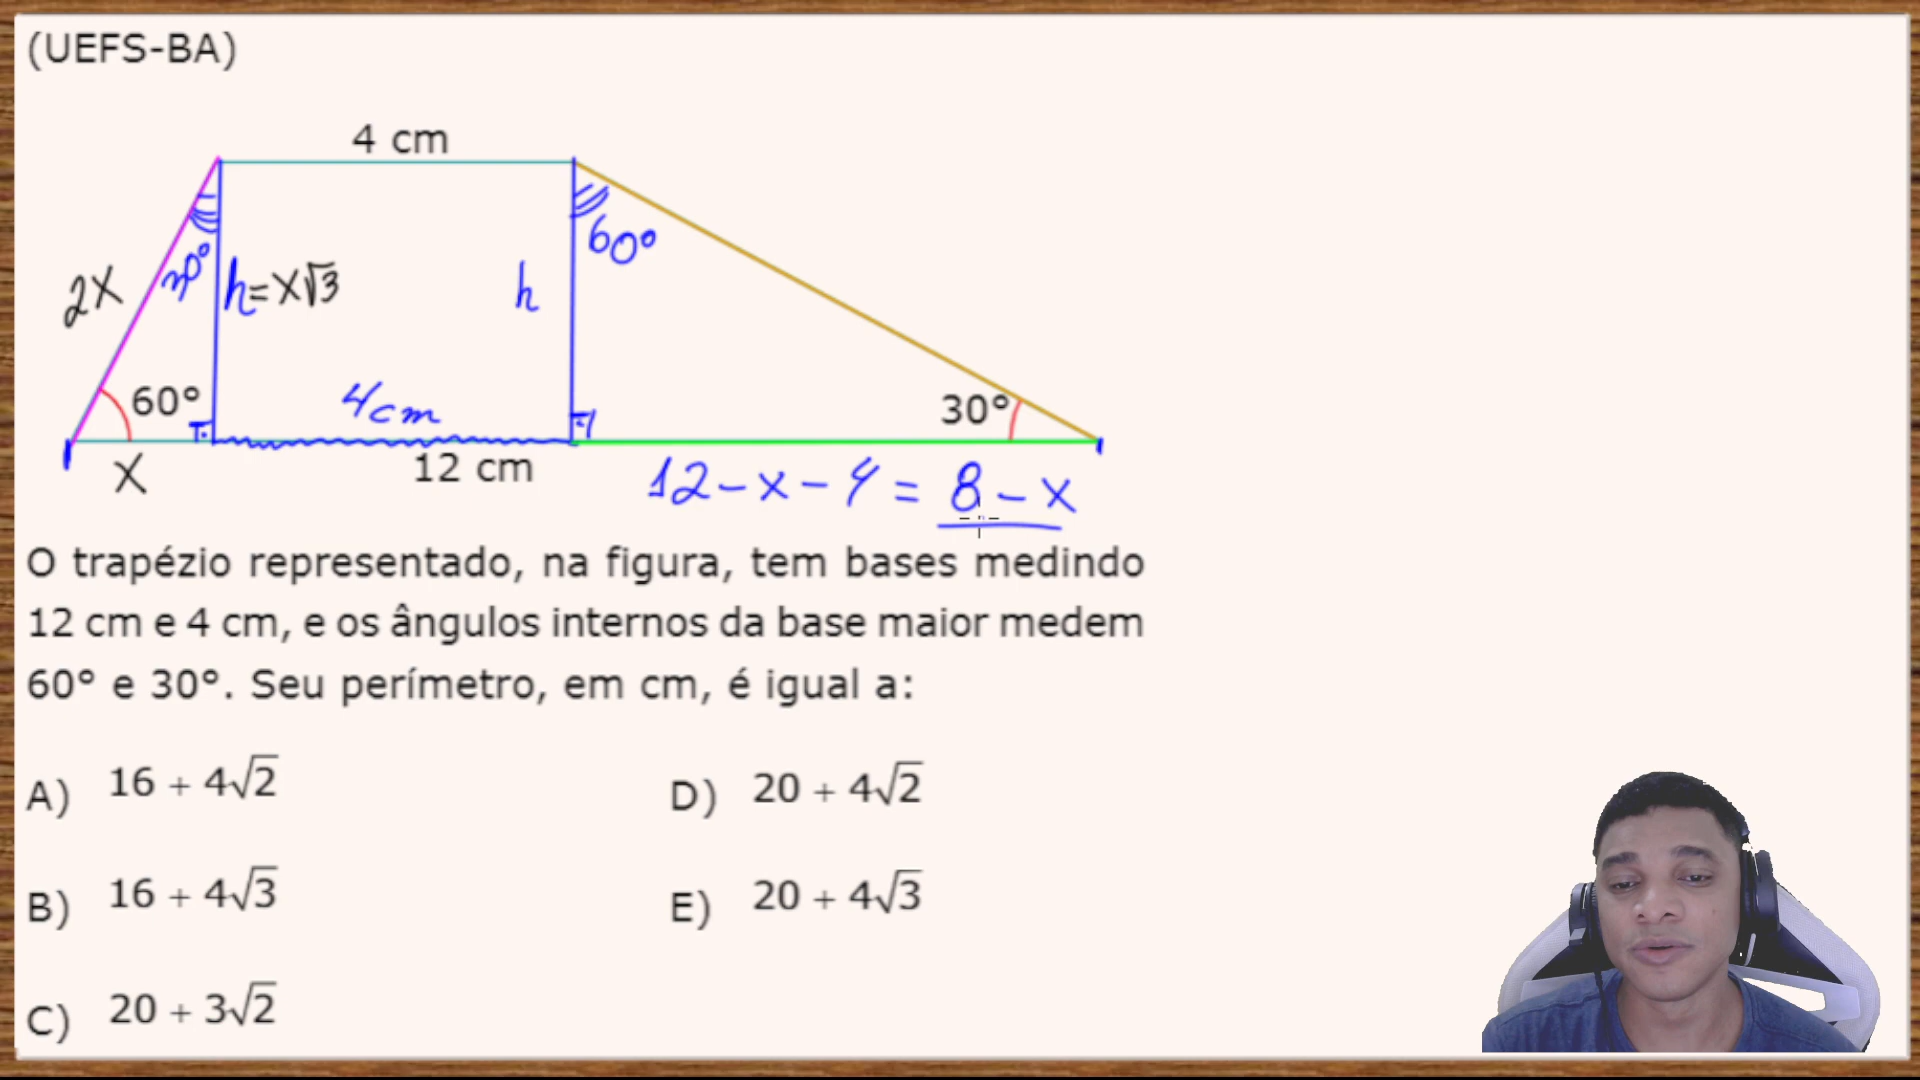 (UEFS-BA)
4 cm
60°
2x
30°
h=x√3
h
60°
4cm
30°
x
12 cm
12-x-4 = 8-x
O trapézio representado, na figura, tem bases medindo
12 cm e 4 cm, e os ângulos internos da base maior medem
60° e 30°. Seu perímetro, em cm, é igual a:
A) 16 + 4√2
D) 20 + 4√2
B) 16 + 4√3
E) 20 + 4√3
C) 20 + 3√2